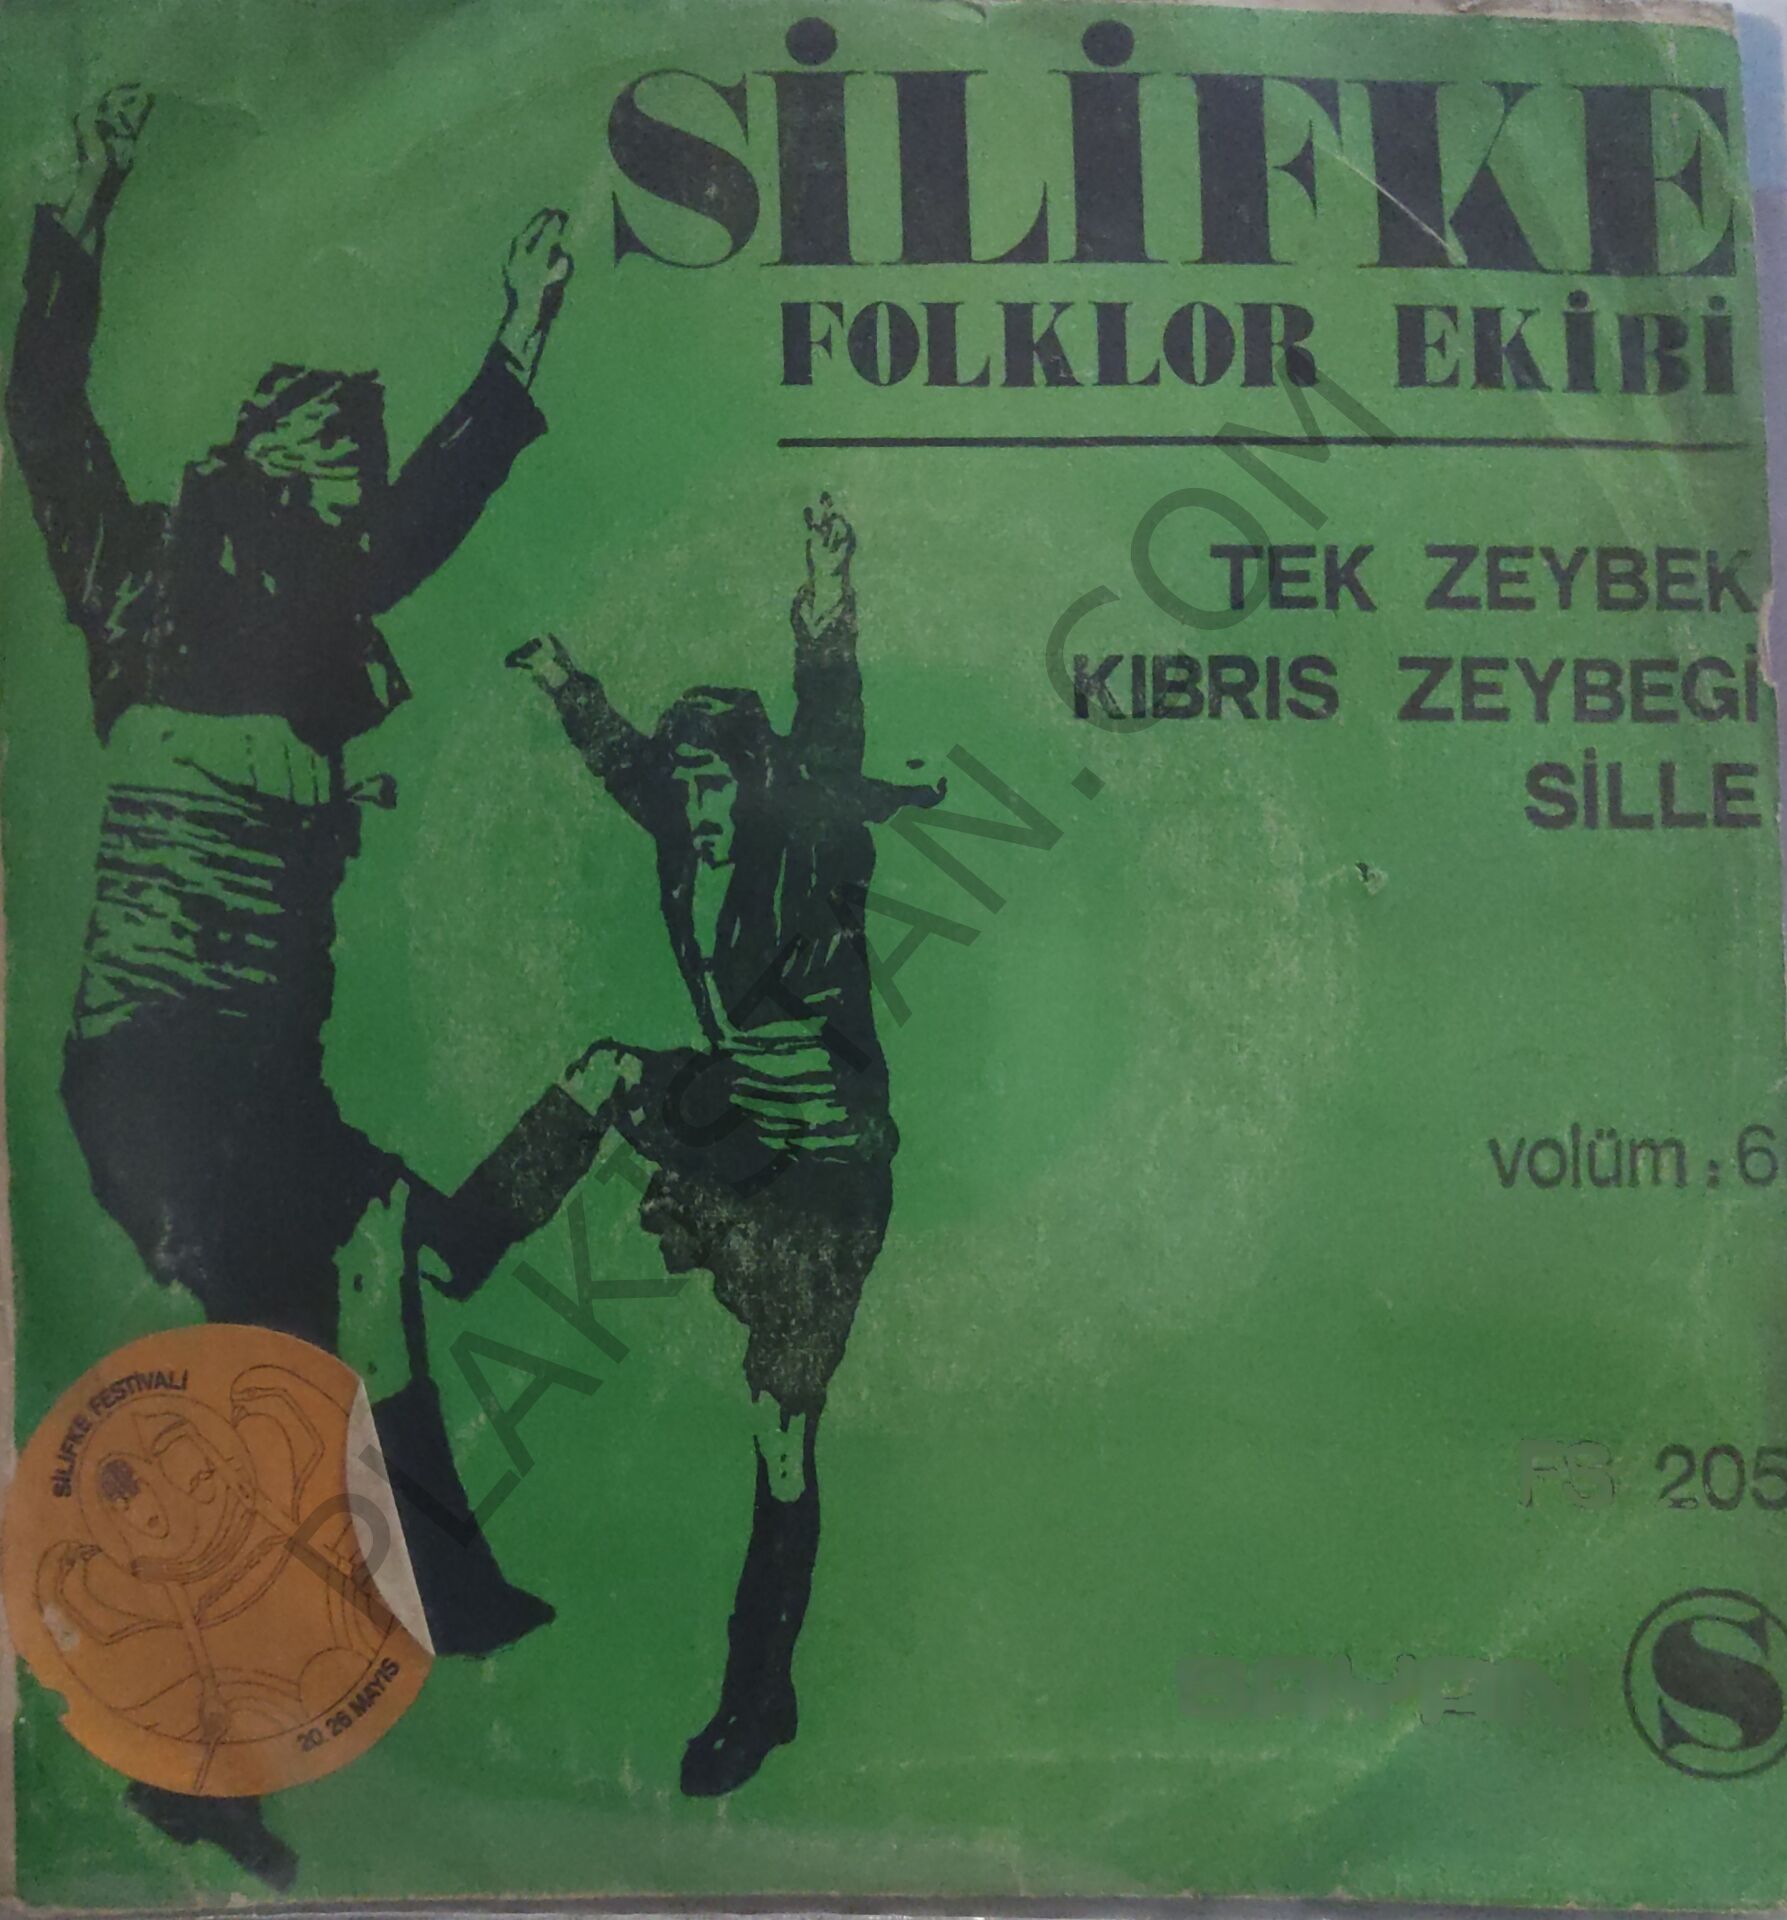 SİLİFKE
FOLKLOR EKİBİ
TEK ZEYBEK
KIBRIS ZEYBEGİ
SİLLE
volüm : 6
FS 205
S
SİLİFKE FESTİVALİ
20. 26 MAYIS
PLAKISTAN.COM